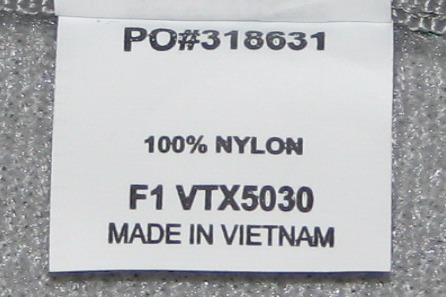 PO#318631
100% NYLON
F1 VTX5030
MADE IN VIETNAM